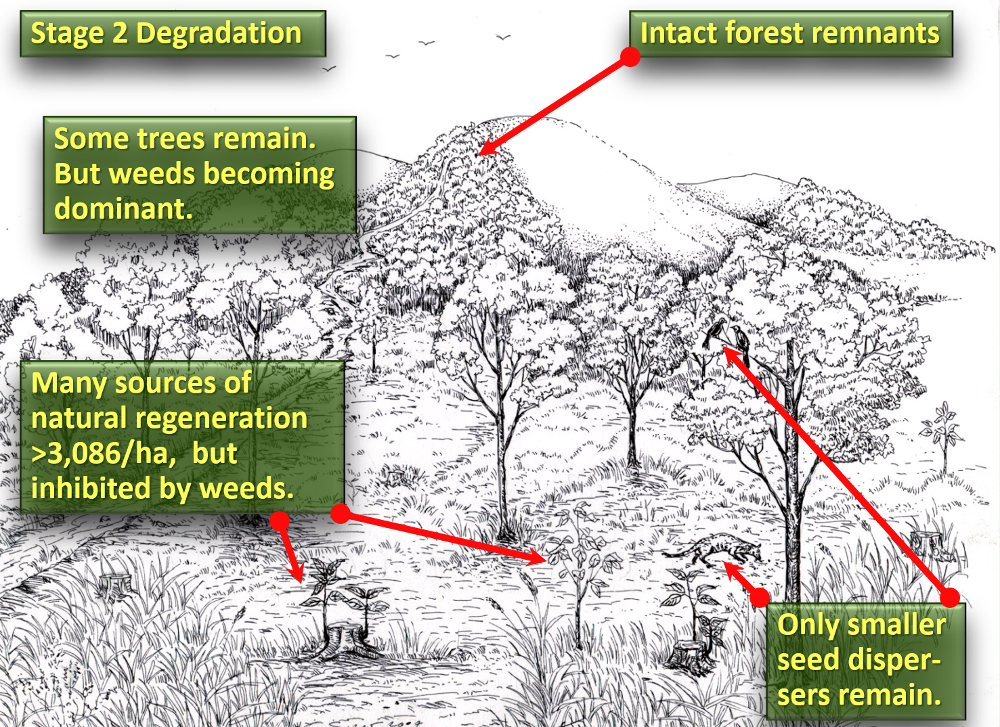 Stage 2 Degradation
Intact forest remnants
Some trees remain.
But weeds becoming
dominant.
Many sources of
natural regeneration
>3,086/ha,  but
inhibited by weeds.
Only smaller
seed disper-
sers remain.